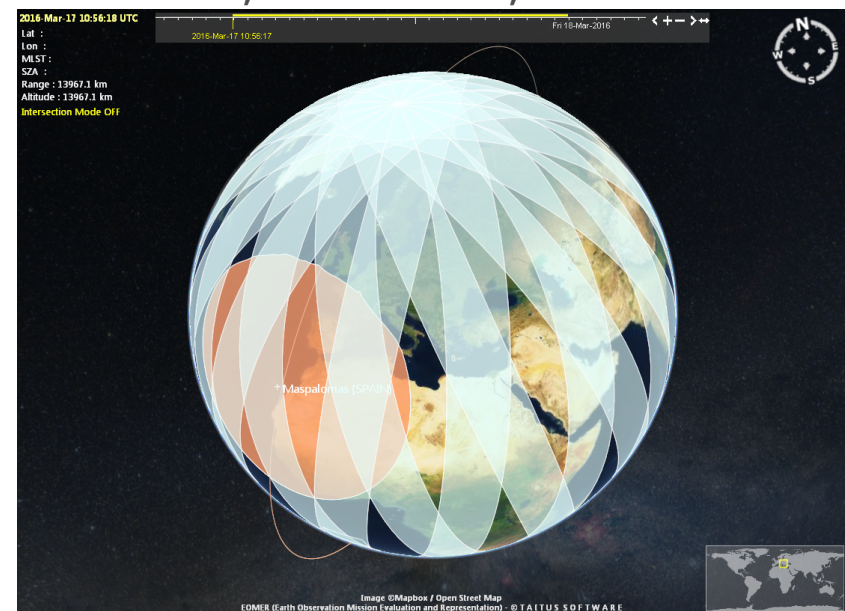 2016-Mar-17 10:56:18 UTC
Lat :
Lon :
MLST :
SZA :
Range : 13967.1 km
Altitude : 13967.1 km
Intersection Mode OFF
2016-Mar-17 10:56:17
Fri 18-Mar-2016
N
E
S
W
Maspalomas [SPAIN]
Image ©Mapbox / Open Street Map
EOMER (Earth Observation Mission Evaluation and Representation) - © T A I T U S S O F T W A R E